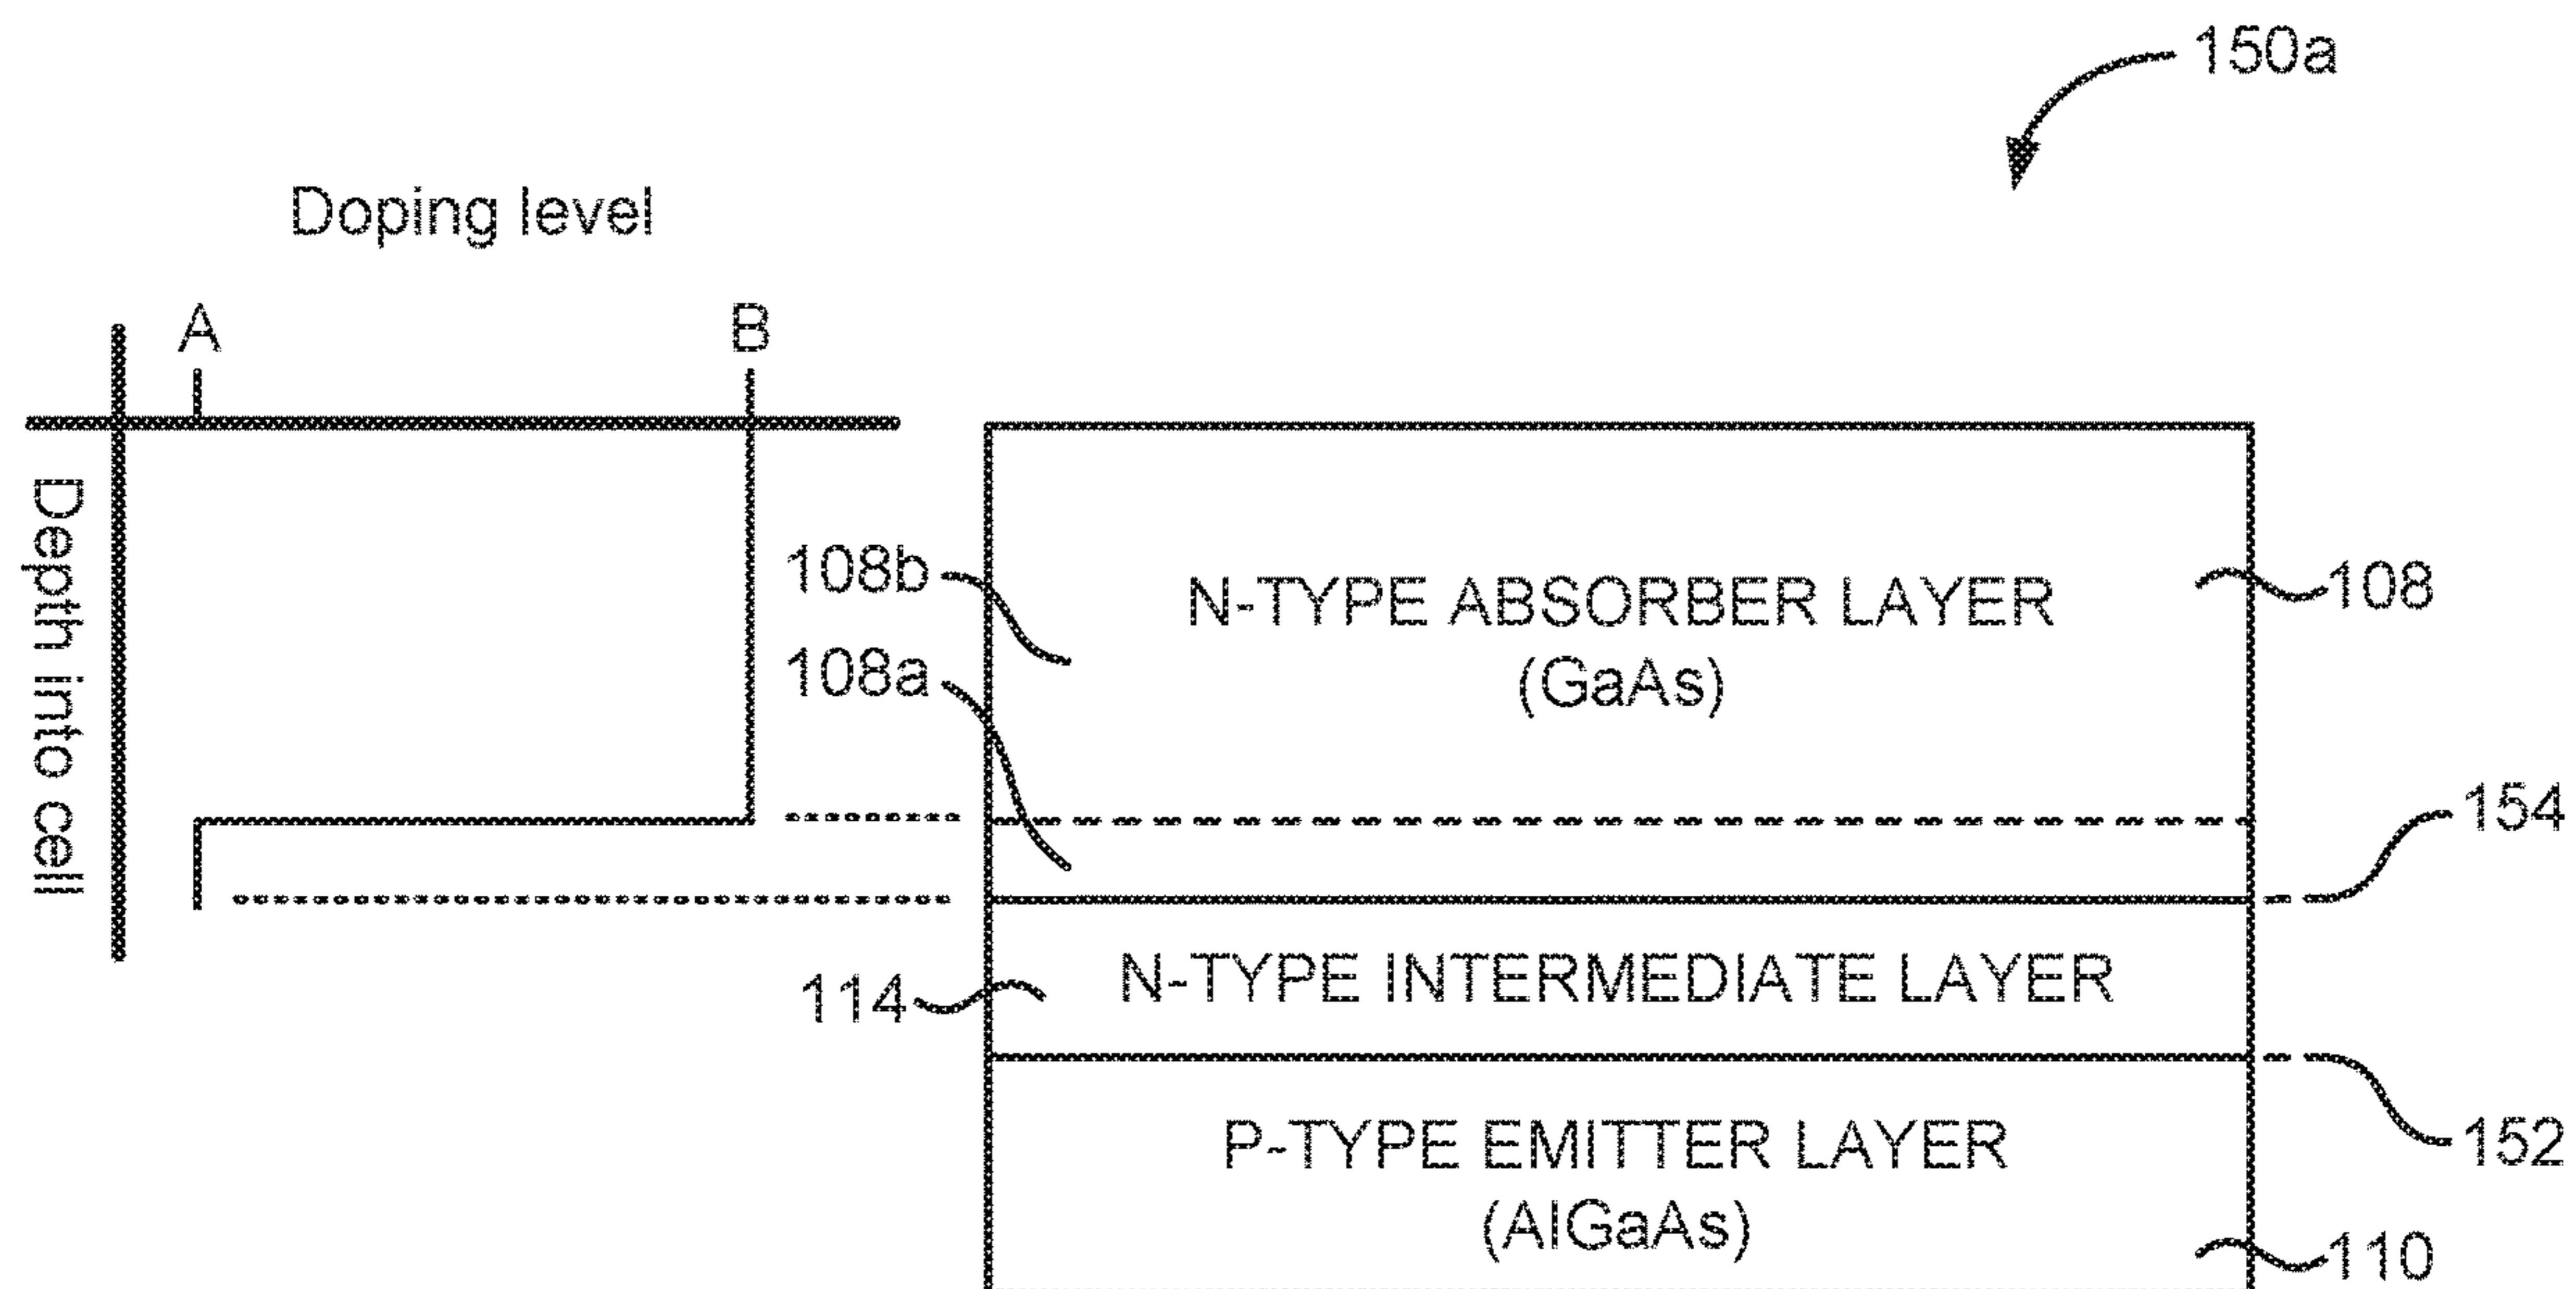 150a
Doping level
A
B
Depth into cell
108b
108a
N-TYPE ABSORBER LAYER
(GaAs)
108
154
114
N-TYPE INTERMEDIATE LAYER
152
P-TYPE EMITTER LAYER
(AlGaAs)
110